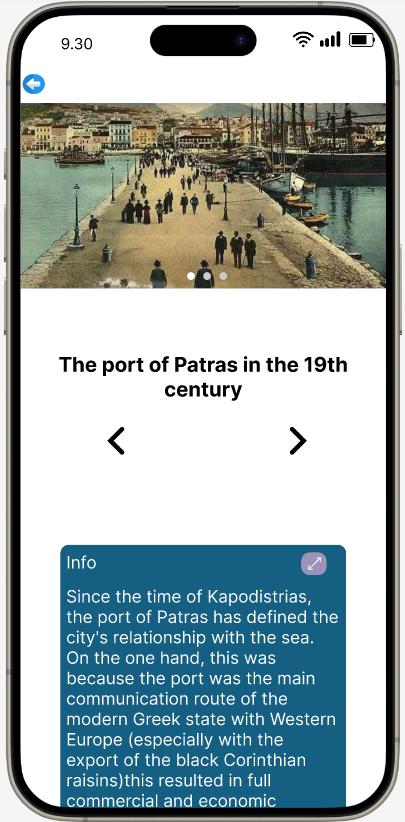 9.30
The port of Patras in the 19th
century
Info
Since the time of Kapodistrias,
the port of Patras has defined the
city's relationship with the sea.
On the one hand, this was
because the port was the main
communication route of the
modern Greek state with Western
Europe (especially with the
export of the black Corinthian
raisins)this resulted in full
commercial and economic